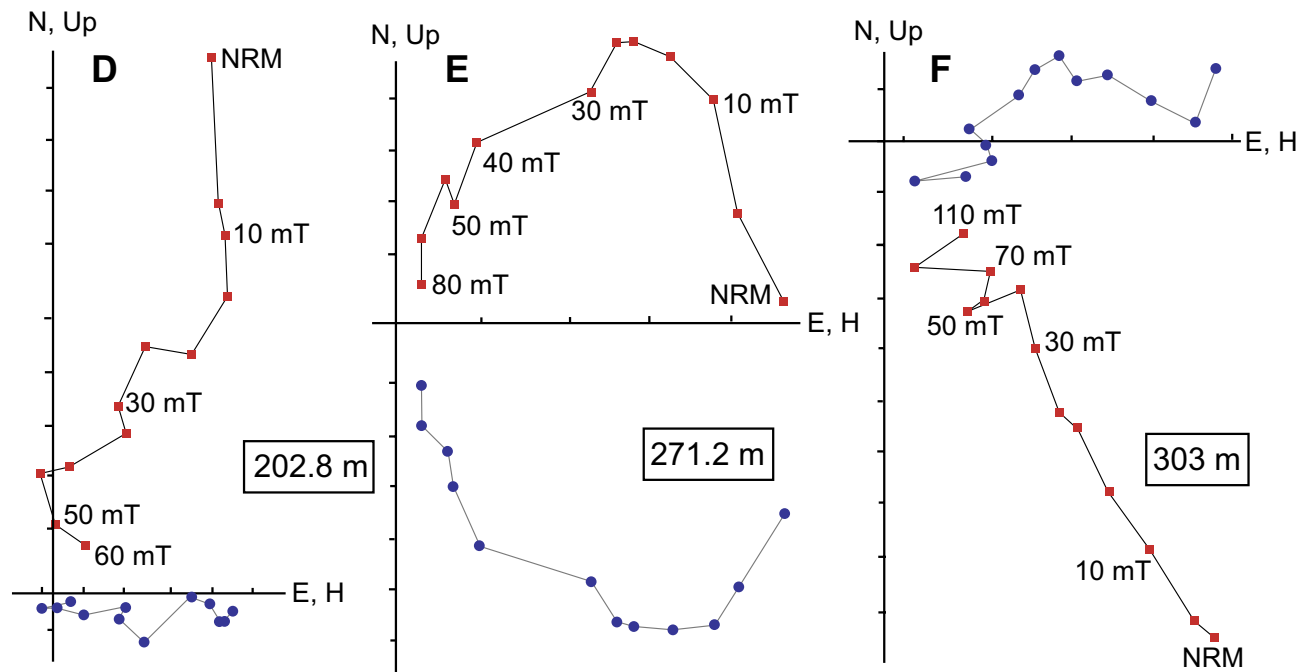 N, Up
D
NRM
10 mT
30 mT
202.8 m
50 mT
60 mT
E, H
N, Up
E
30 mT
10 mT
40 mT
50 mT
80 mT
NRM
E, H
271.2 m
N, Up
F
E, H
110 mT
70 mT
50 mT
30 mT
303 m
10 mT
NRM